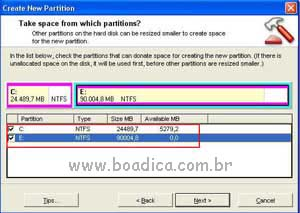 Create New Partition
Take space from which partitions?
Other partitions on the hard disk can be resized smaller to create space
for the new partition.
In the list below, check the partitions that can donate space for creating the new partition. (If there is
unallocated space on the disk, it will be used first, before other partitions are resized smaller.)
C: E:
24.489,7 MB NTFS 90.004,8 MB NTFS
Partition Type Size MB Available MB
C: NTFS 24489,7 5279,2
E: NTFS 90004,8 0,0
www.boadica.com.br
Tips... < Back Next > Cancel